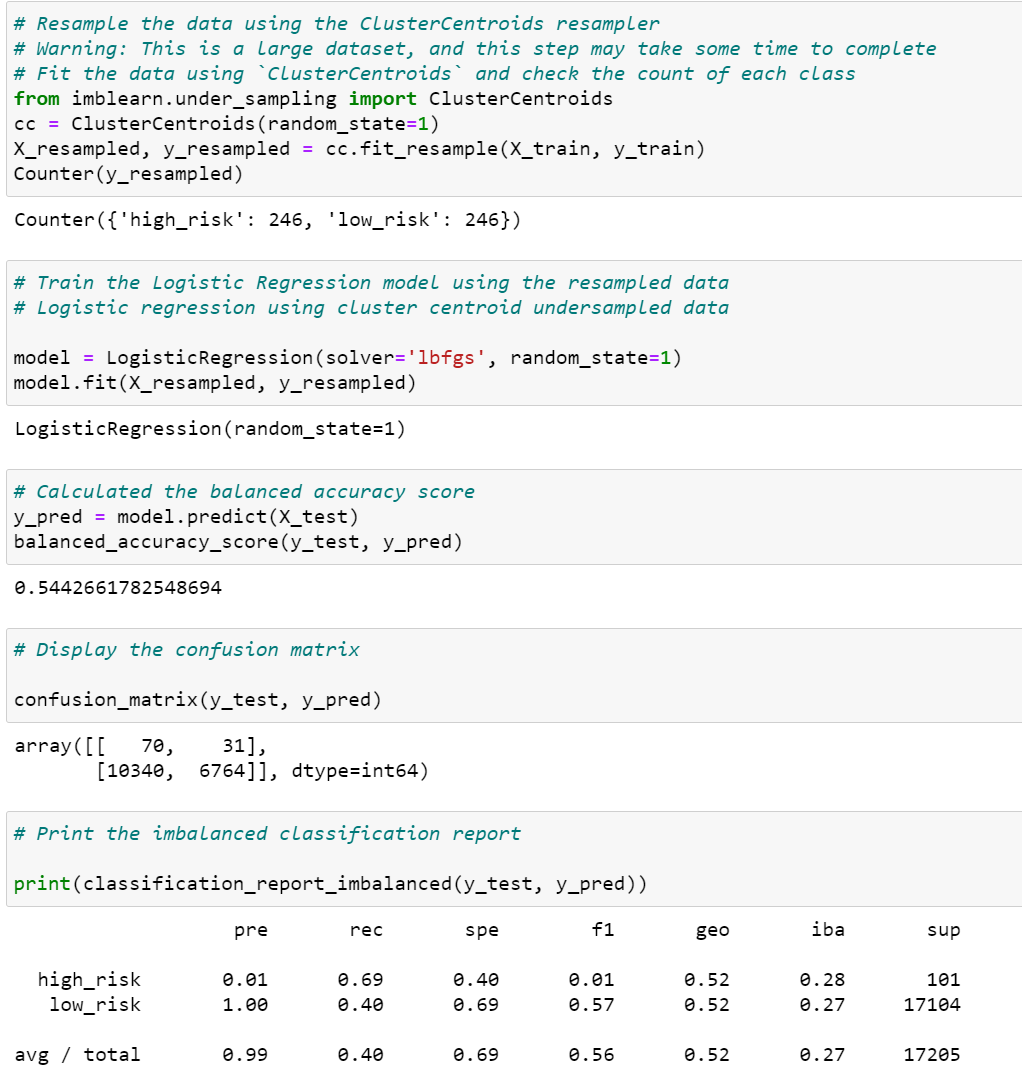 # Resample the data using the ClusterCentroids resampler
# Warning: This is a large dataset, and this step may take some time to complete
# Fit the data using `ClusterCentroids` and check the count of each class
from imblearn.under_sampling import ClusterCentroids
cc = ClusterCentroids(random_state=1)
X_resampled, y_resampled = cc.fit_resample(X_train, y_train)
Counter(y_resampled)
Counter({'high_risk': 246, 'low_risk': 246})
# Train the Logistic Regression model using the resampled data
# Logistic regression using cluster centroid undersampled data
model = LogisticRegression(solver='lbfgs', random_state=1)
model.fit(X_resampled, y_resampled)
LogisticRegression(random_state=1)
# Calculated the balanced accuracy score
y_pred = model.predict(X_test)
balanced_accuracy_score(y_test, y_pred)
0.5442661782548694
# Display the confusion matrix
confusion_matrix(y_test, y_pred)
array([[   70,    31],
       [10340,  6764]], dtype=int64)
# Print the imbalanced classification report
print(classification_report_imbalanced(y_test, y_pred))
                   pre       rec       spe        f1       geo       iba       sup
  high_risk       0.01      0.69      0.40      0.01      0.52      0.28       101
   low_risk       1.00      0.40      0.69      0.57      0.52      0.27     17104
avg / total       0.99      0.40      0.69      0.56      0.52      0.27     17205